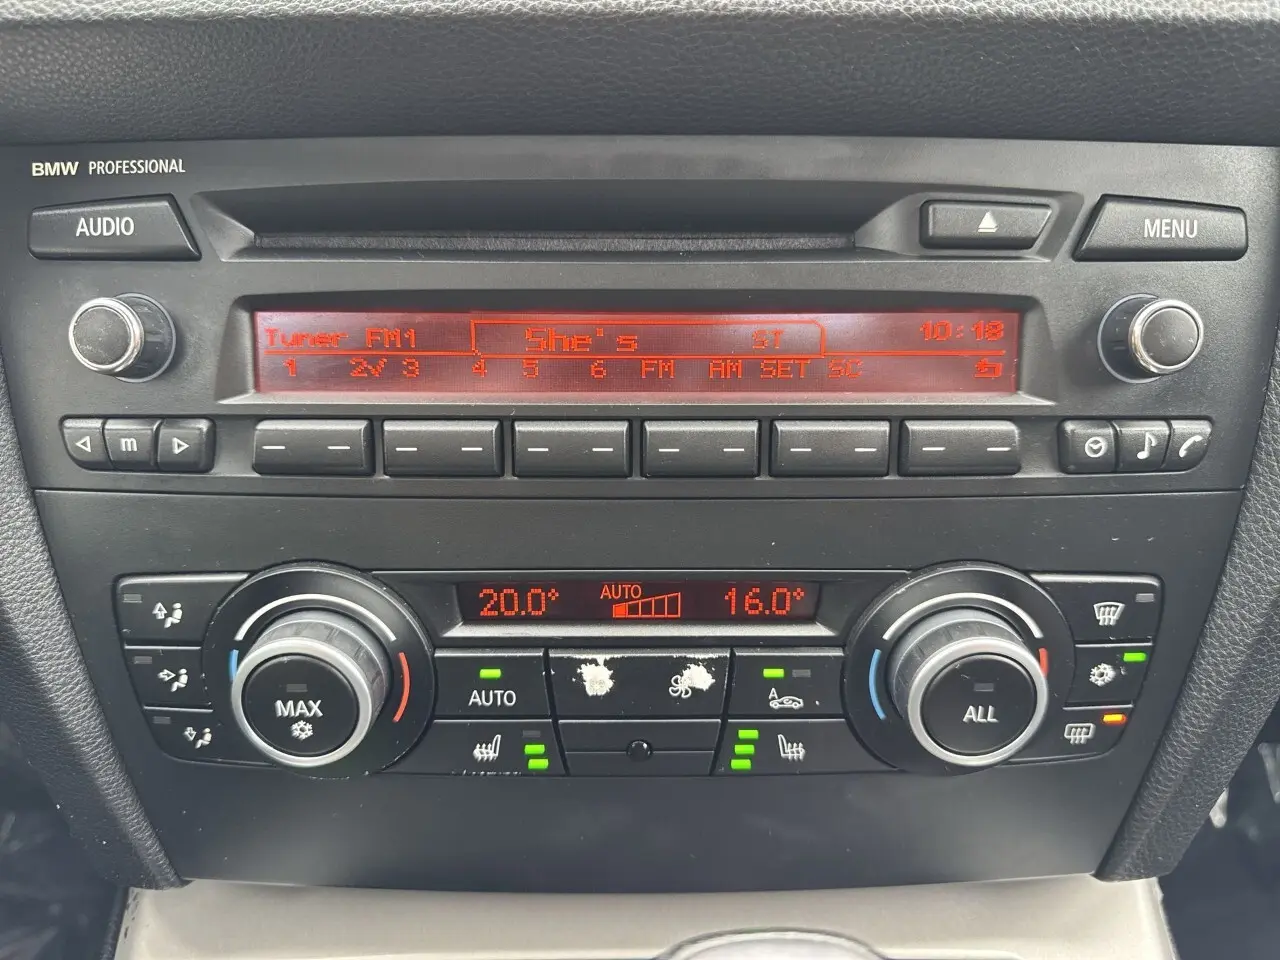 BMW PROFESSIONAL
AUDIO
MENU
Tuner FM1
She's
ST
10:18
1 2√ 3 4 5 6 FM AM SET SC
m
20.0°
AUTO
16.0°
MAX
AUTO
A
ALL